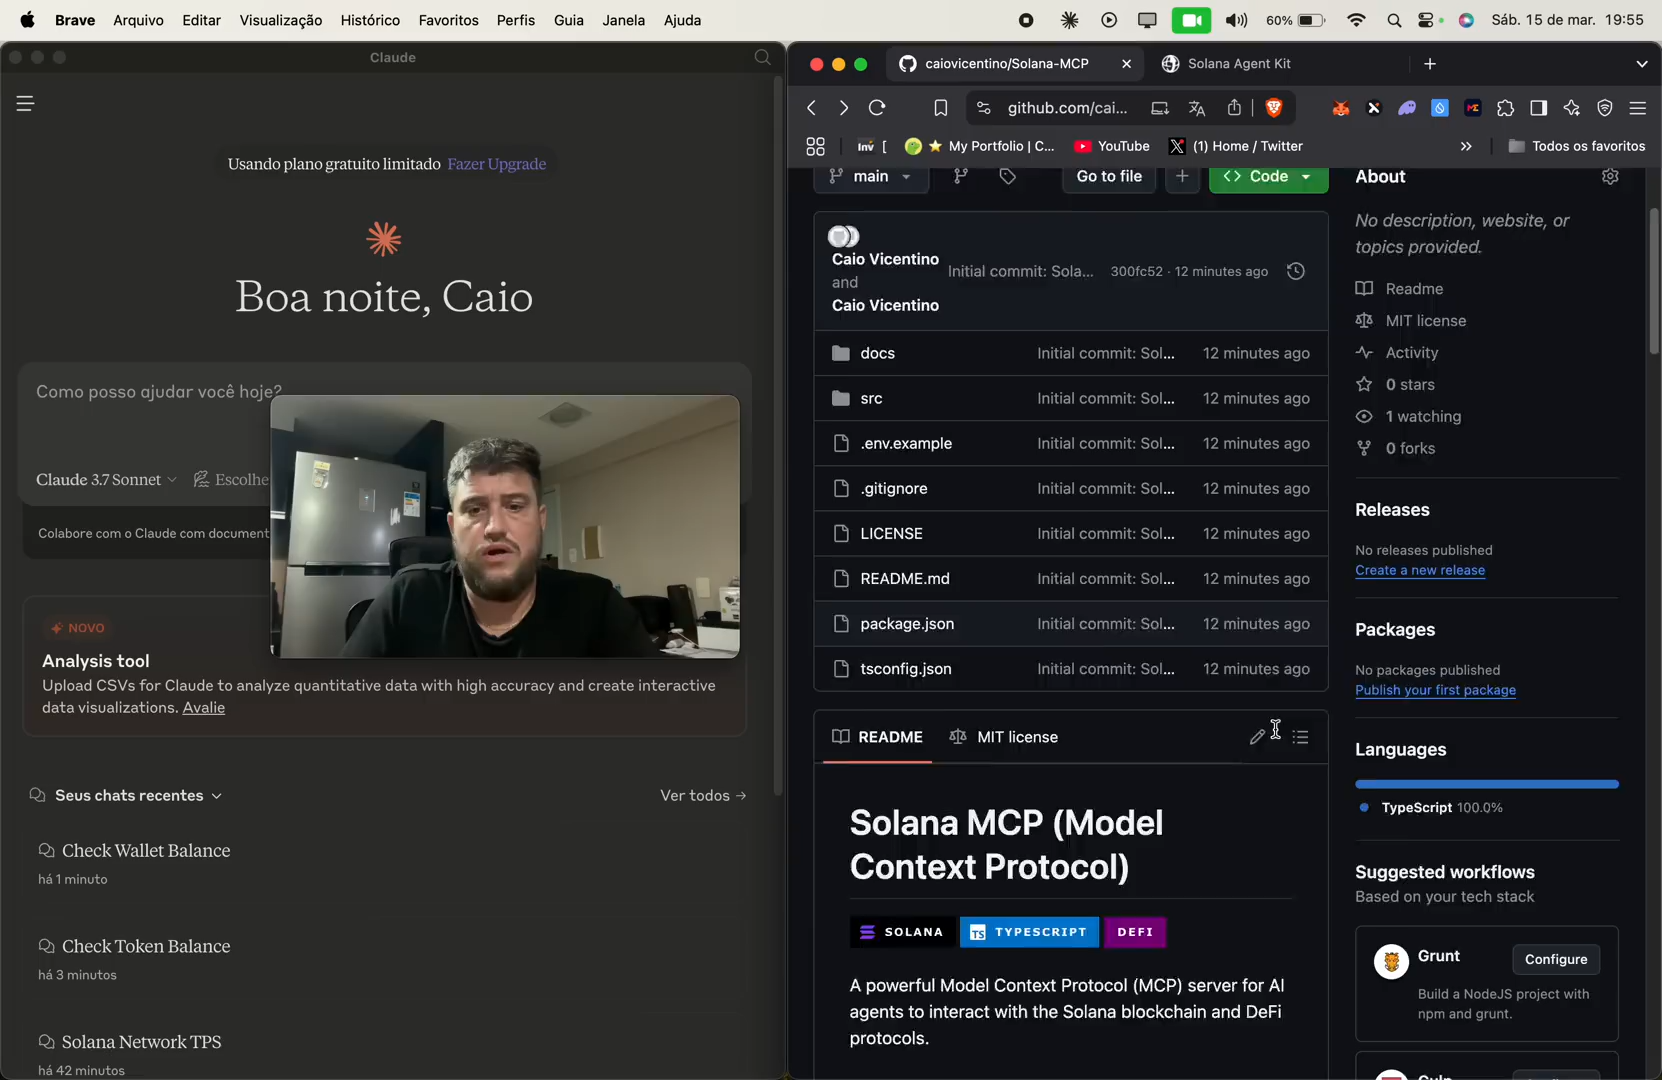 Brave Arquivo Editar Visualização Histórico Favoritos Perfis Guia Janela Ajuda
60% Sáb. 15 de mar. 19:55
Claude
Usando plano gratuito limitado Fazer Upgrade
Boa noite, Caio
Como posso ajudar você hoje?
Claude 3.7 Sonnet Escolhe
Colabore com o Claude com document
NOVO
Analysis tool
Upload CSVs for Claude to analyze quantitative data with high accuracy and create interactive
data visualizations. Avalie
Seus chats recentes Ver todos →
Check Wallet Balance
há 1 minuto
Check Token Balance
há 3 minutos
Solana Network TPS
há 42 minutos
caiovicentino/Solana-MCP Solana Agent Kit
github.com/cai...
Inv [ My Portfolio | C... YouTube (1) Home / Twitter » Todos os favoritos
main Go to file Code
Caio Vicentino
and
Caio Vicentino
Initial commit: Sola... 300fc52 · 12 minutes ago
docs Initial commit: Sol... 12 minutes ago
src Initial commit: Sol... 12 minutes ago
.env.example Initial commit: Sol... 12 minutes ago
.gitignore Initial commit: Sol... 12 minutes ago
LICENSE Initial commit: Sol... 12 minutes ago
README.md Initial commit: Sol... 12 minutes ago
package.json Initial commit: Sol... 12 minutes ago
tsconfig.json Initial commit: Sol... 12 minutes ago
README MIT license
Solana MCP (Model
Context Protocol)
SOLANA TS TYPESCRIPT DEFI
A powerful Model Context Protocol (MCP) server for AI
agents to interact with the Solana blockchain and DeFi
protocols.
About
No description, website, or
topics provided.
Readme
MIT license
Activity
0 stars
1 watching
0 forks
Releases
No releases published
Create a new release
Packages
No packages published
Publish your first package
Languages
TypeScript 100.0%
Suggested workflows
Based on your tech stack
Grunt Configure
Build a NodeJS project with
npm and grunt.